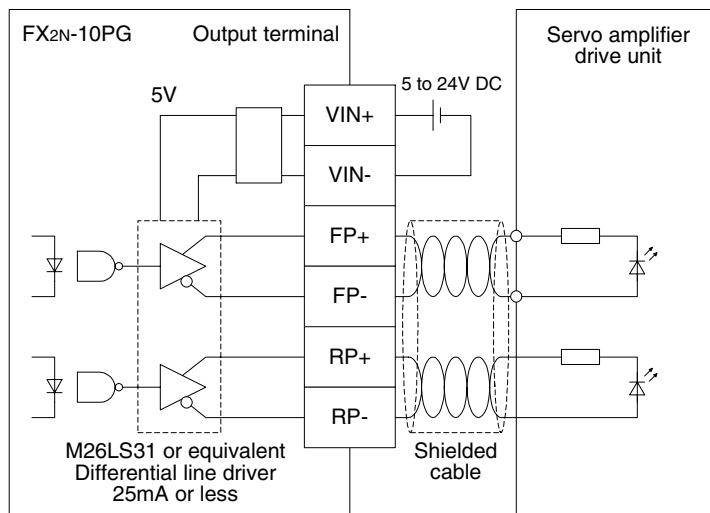 FX2N-10PG
Output terminal
Servo amplifier
drive unit
5 to 24V DC
5V
VIN+
VIN-
FP+
FP-
RP+
RP-
M26LS31 or equivalent
Differential line driver
25mA or less
Shielded
cable